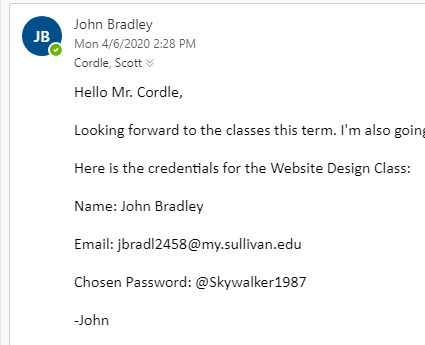 JB
John Bradley
Mon 4/6/2020 2:28 PM
Cordle, Scott
Hello Mr. Cordle,
Looking forward to the classes this term. I'm also going
Here is the credentials for the Website Design Class:
Name: John Bradley
Email: jbradl2458@my.sullivan.edu
Chosen Password: @Skywalker1987
-John